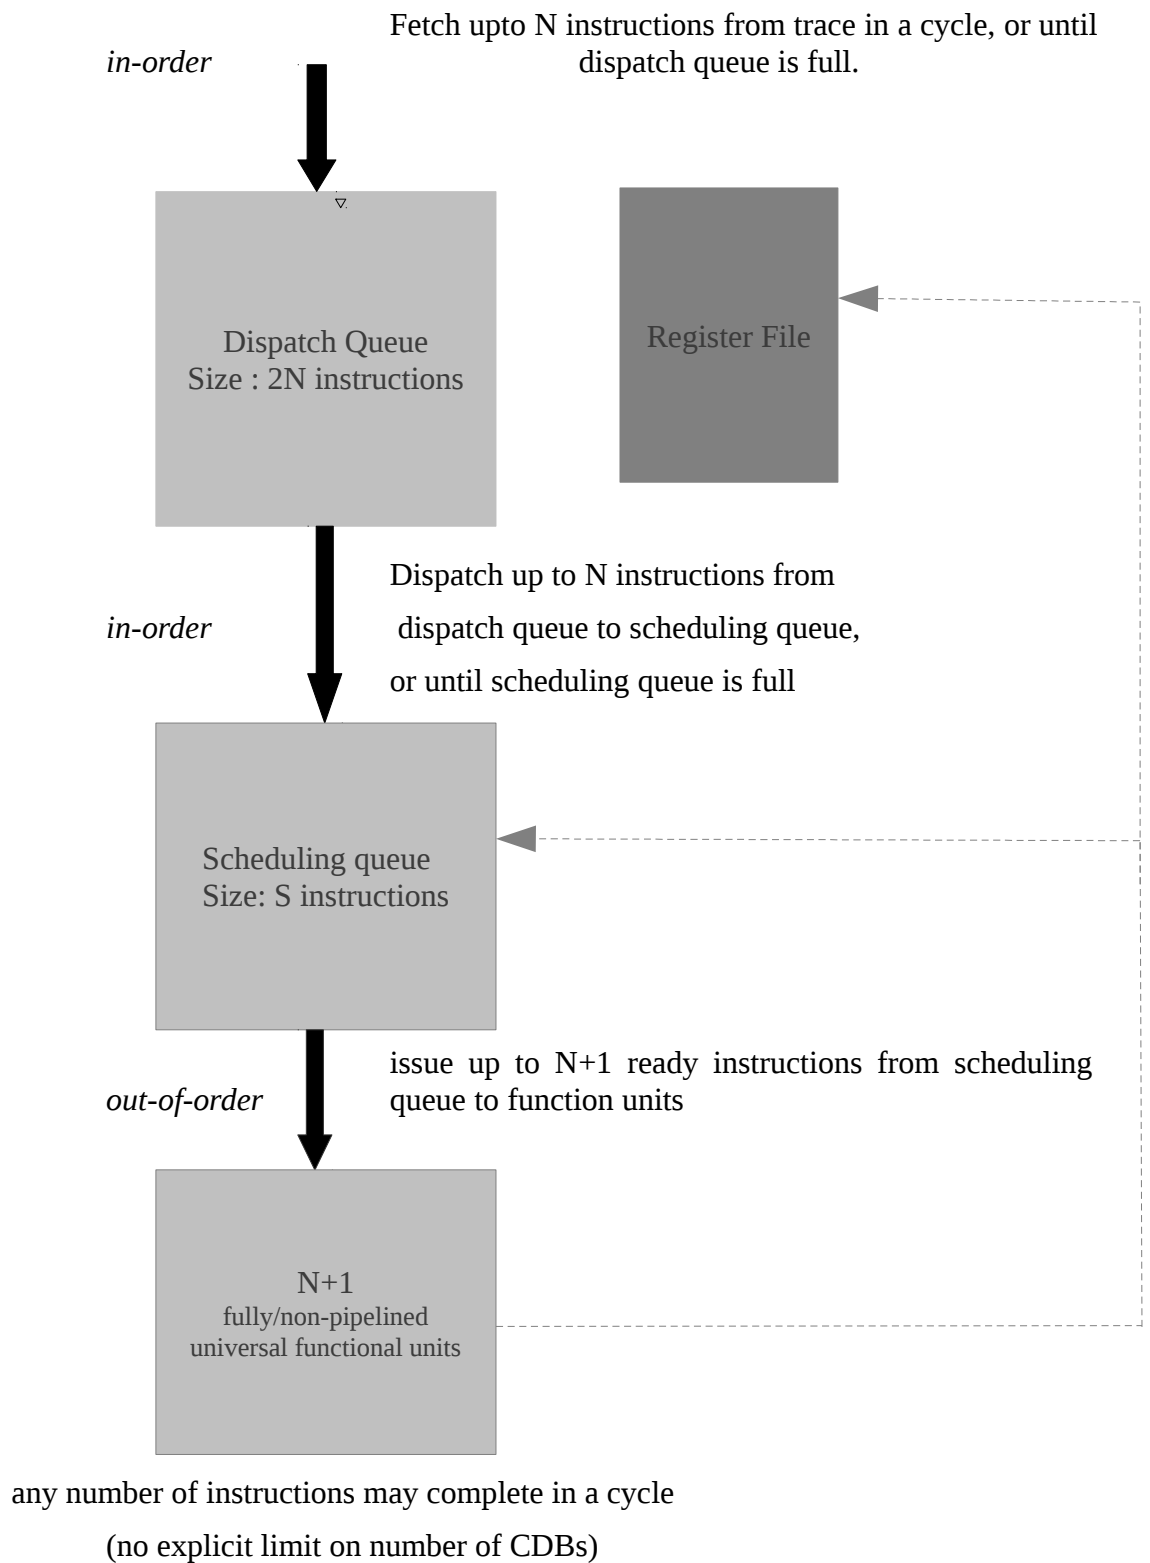 Fetch upto N instructions from trace in a cycle, or until
in-order
dispatch queue is full.
Dispatch Queue
Size : 2N instructions
Register File
Dispatch up to N instructions from
in-order
dispatch queue to scheduling queue,
or until scheduling queue is full
Scheduling queue
Size: S instructions
issue up to N+1 ready instructions from scheduling
out-of-order
queue to function units
N+1
fully/non-pipelined
universal functional units
any number of instructions may complete in a cycle
(no explicit limit on number of CDBs)